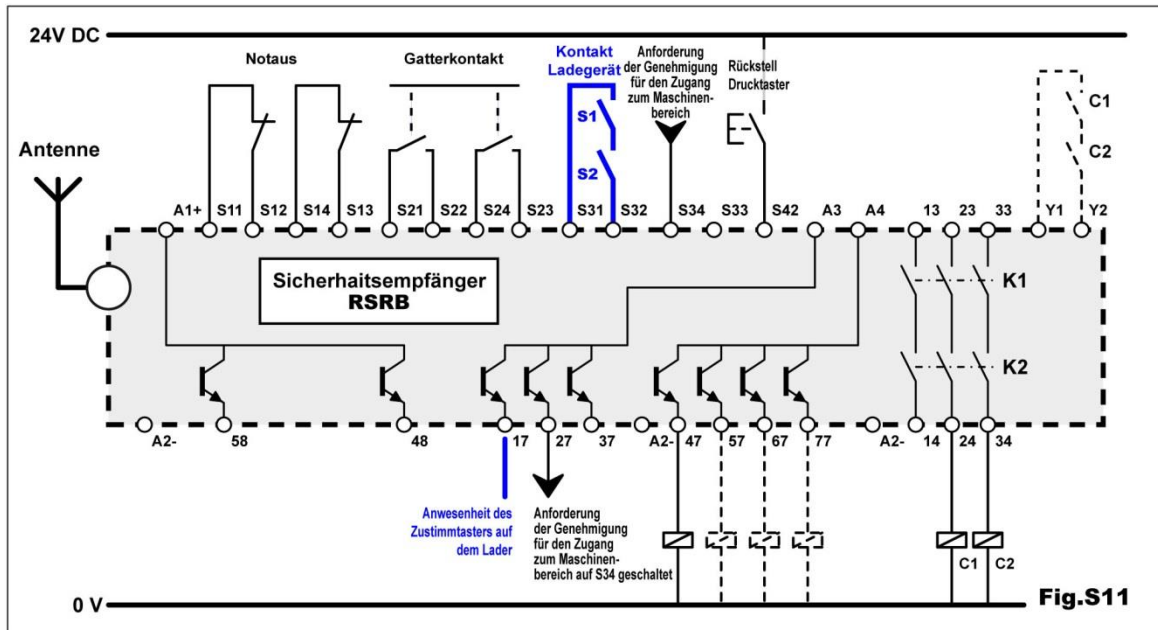 24V DC
Notaus
Gatterkontakt
Kontakt
Ladegerät
Anforderung
der Genehmigung
für den Zugang
zum Maschinen-
bereich
Rückstell
Drucktaster
S1
S2
C1
C2
Antenne
A1+ S11 S12 S14 S13 S21 S22 S24 S23 S31 S32 S34 S33 S42 A3 A4 13 23 33 Y1 Y2
Sicherheitsempfänger
RSRB
K1
K2
A2- 58 48 17 27 37 A2- 47 57 67 77 A2- 14 24 34
Anwesenheit des
Zustimmtasters auf
dem Lader
Anforderung
der Genehmigung
für den Zugang
zum Maschinen-
bereich auf S34 geschaltet
C1 C2
0 V
Fig.S11